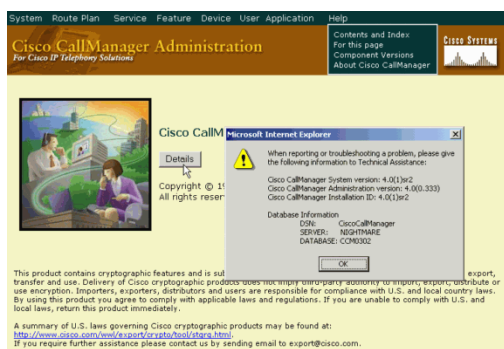 System Route Plan Service Feature Device User Application Help
Cisco CallManager Administration
For Cisco IP Telephony Solutions
Contents and Index
For this page
Component Versions
About Cisco CallManager
CISCO SYSTEMS
Cisco CallM
Details
Copyright © 1
All rights reser
Microsoft Internet Explorer
When reporting or troubleshooting a problem, please give
the following information to Technical Assistance:
Cisco CallManager System version: 4.0(1)sr2
Cisco CallManager Administration version: 4.0(0.333)
Cisco CallManager Installation ID: 4.0(1)sr2
Database Information
DSN: CiscoCallManager
SERVER: NIGHTMARE
DATABASE: CCM0302
OK
This product contains cryptographic features and is su export,
transfer and use. Delivery of Cisco cryptographic products does not imply third-party authority to import, export, distribute or
use encryption. Importers, exporters, distributors and users are responsible for compliance with U.S. and local country laws.
By using this product you agree to comply with applicable laws and regulations. If you are unable to comply with U.S. and
local laws, return this product immediately.
A summary of U.S. laws governing Cisco cryptographic products may be found at:
http://www.cisco.com/wwl/export/crypto/tool/stqrg.html.
If you require further assistance please contact us by sending email to export@cisco.com.